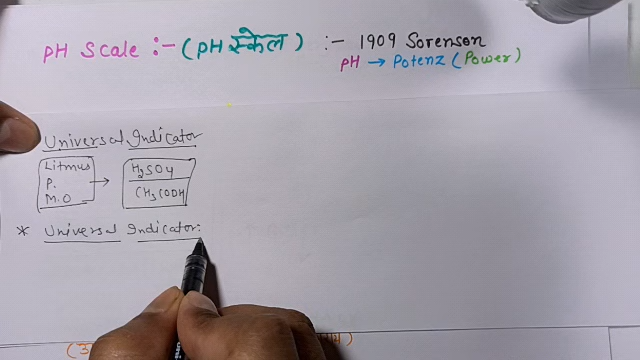 pH Scale :- (pH स्केल) :- 1909 Sorenson
pH → Potenz (Power)
Universal Indicator
Litmus → H₂SO₄
P. CH₃COOH
M.O
* Universal Indicator: